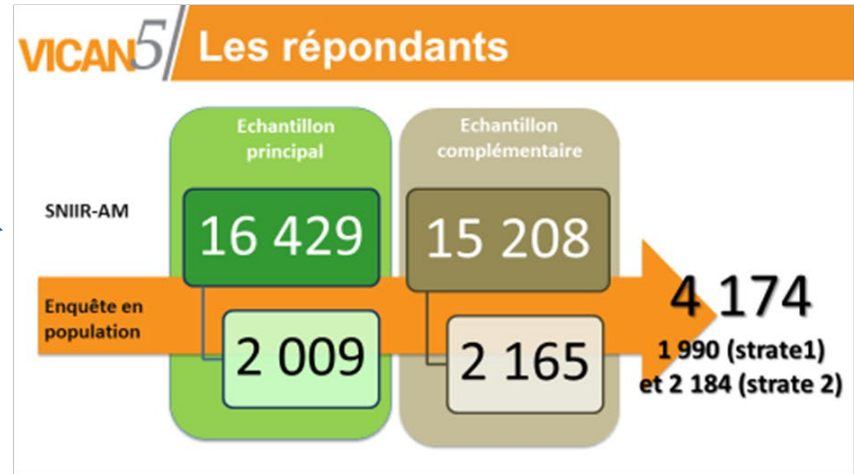 VICAN5 Les répondants
Echantillon
principal
Echantillon
complémentaire
SNIIR-AM
16 429
15 208
Enquête en
population
2 009
2 165
4 174
1 990 (strate1)
et 2 184 (strate 2)